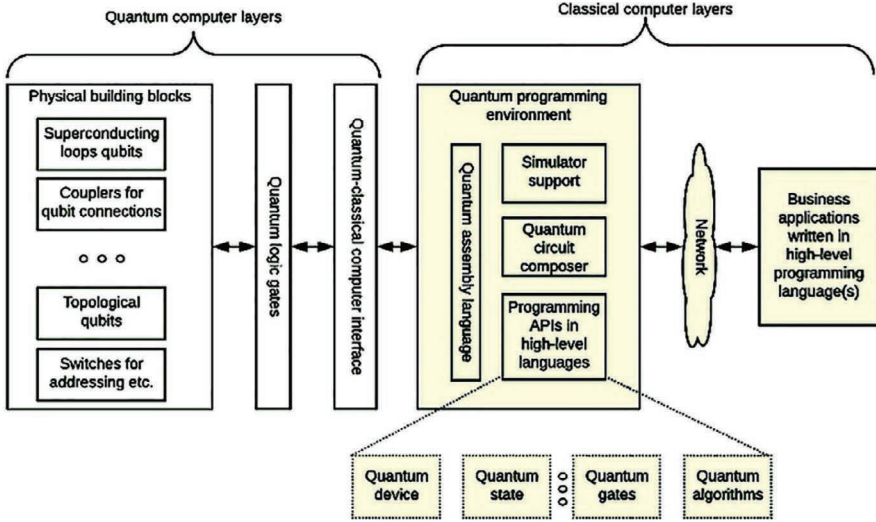 Quantum computer layers
Classical computer layers
Physical building blocks
Superconducting
loops qubits
Couplers for
qubit connections
Topological
qubits
Switches for
addressing etc.
Quantum logic gates
Quantum-classical computer interface
Quantum programming
environment
Quantum assembly language
Simulator
support
Quantum
circuit
composer
Programming
APIs in
high-level
languages
Network
Business
applications
written in
high-level
programming
language(s)
Quantum
device
Quantum
state
Quantum
gates
Quantum
algorithms